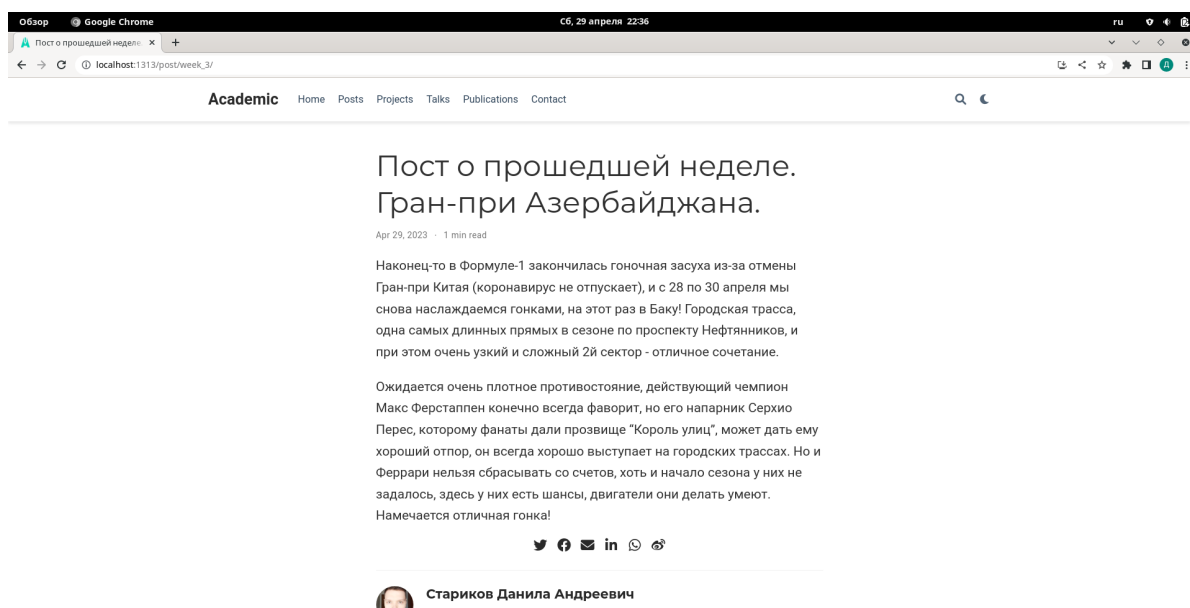 Обзор Google Chrome Сб, 29 апреля 22:36 ru
Пост о прошедшей неделе
localhost:1313/post/week_3/ Д
Academic Home Posts Projects Talks Publications Contact
Пост о прошедшей неделе.
Гран-при Азербайджана.
Apr 29, 2023 · 1 min read
Наконец-то в Формуле-1 закончилась гоночная засуха из-за отмены
Гран-при Китая (коронавирус не отпускает), и с 28 по 30 апреля мы
снова наслаждаемся гонками, на этот раз в Баку! Городская трасса,
одна самых длинных прямых в сезоне по проспекту Нефтянников, и
при этом очень узкий и сложный 2й сектор - отличное сочетание.
Ожидается очень плотное противостояние, действующий чемпион
Макс Ферстаппен конечно всегда фаворит, но его напарник Серхио
Перес, которому фанаты дали прозвище “Король улиц”, может дать ему
хороший отпор, он всегда хорошо выступает на городских трассах. Но и
Феррари нельзя сбрасывать со счетов, хоть и начало сезона у них не
задалось, здесь у них есть шансы, двигатели они делать умеют.
Намечается отличная гонка!
Стариков Данила Андреевич